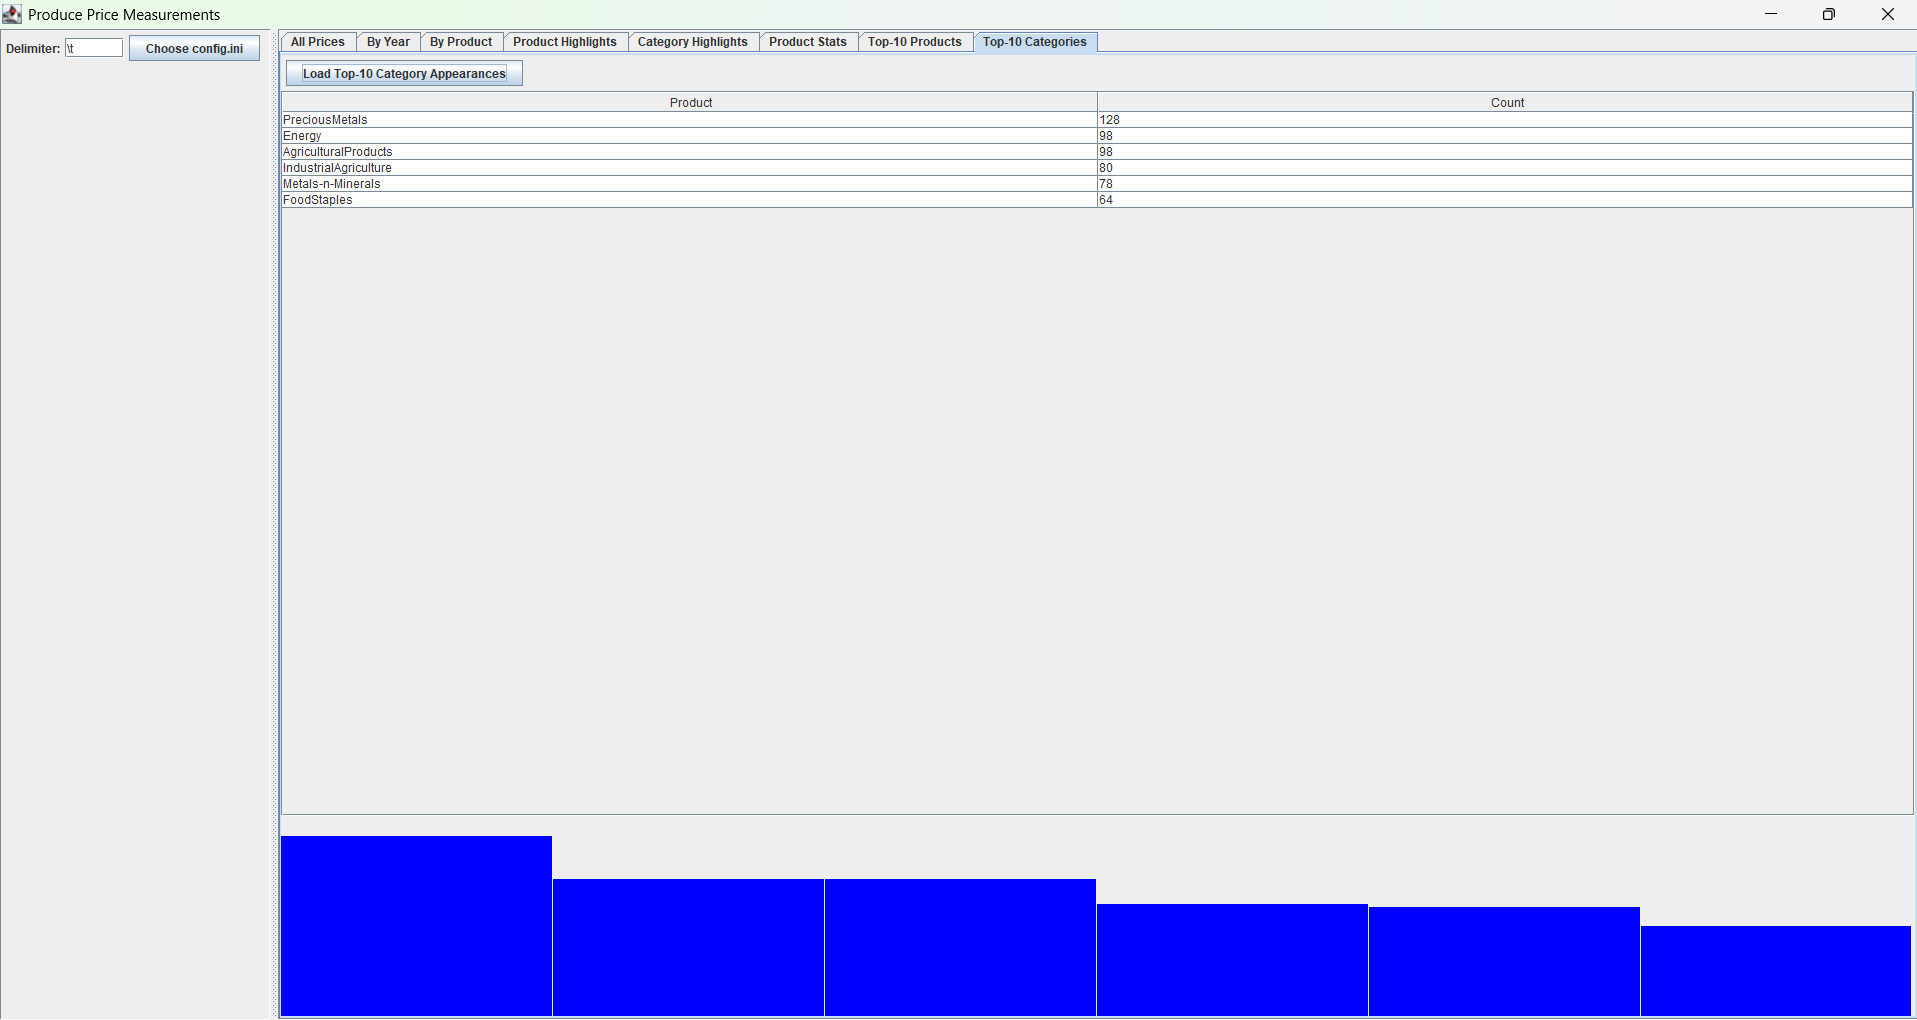 Produce Price Measurements
Delimiter: \t Choose config.ini
All Prices By Year By Product Product Highlights Category Highlights Product Stats Top-10 Products Top-10 Categories
Load Top-10 Category Appearances
Product Count
PreciousMetals 128
Energy 98
AgriculturalProducts 98
IndustrialAgriculture 80
Metals-n-Minerals 78
FoodStaples 64